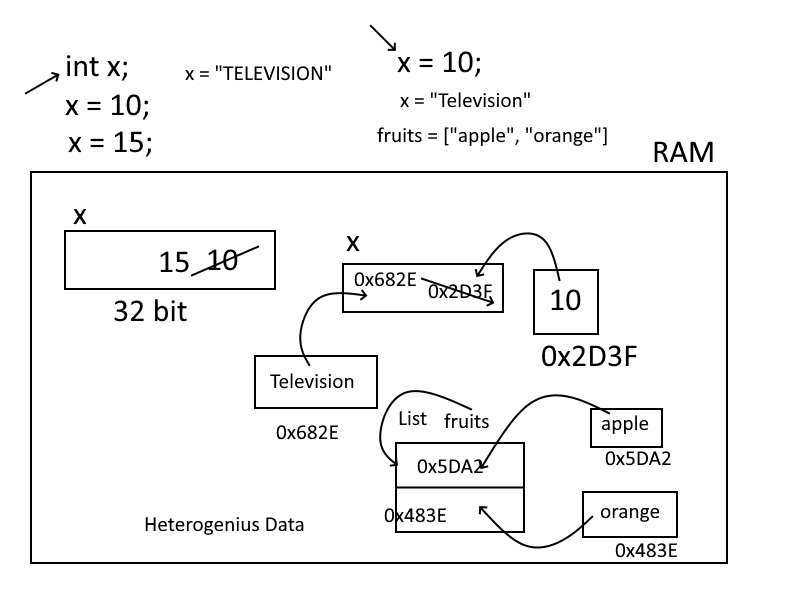 int x;
x = 10;
x = 15;
x = "TELEVISION"
x = 10;
x = "Television"
fruits = ["apple", "orange"]
RAM
x
15 10
32 bit
x
0x682E 0x2D3F
10
0x2D3F
Television
0x682E
List fruits
0x5DA2
0x483E
apple
0x5DA2
orange
0x483E
Heterogenius Data